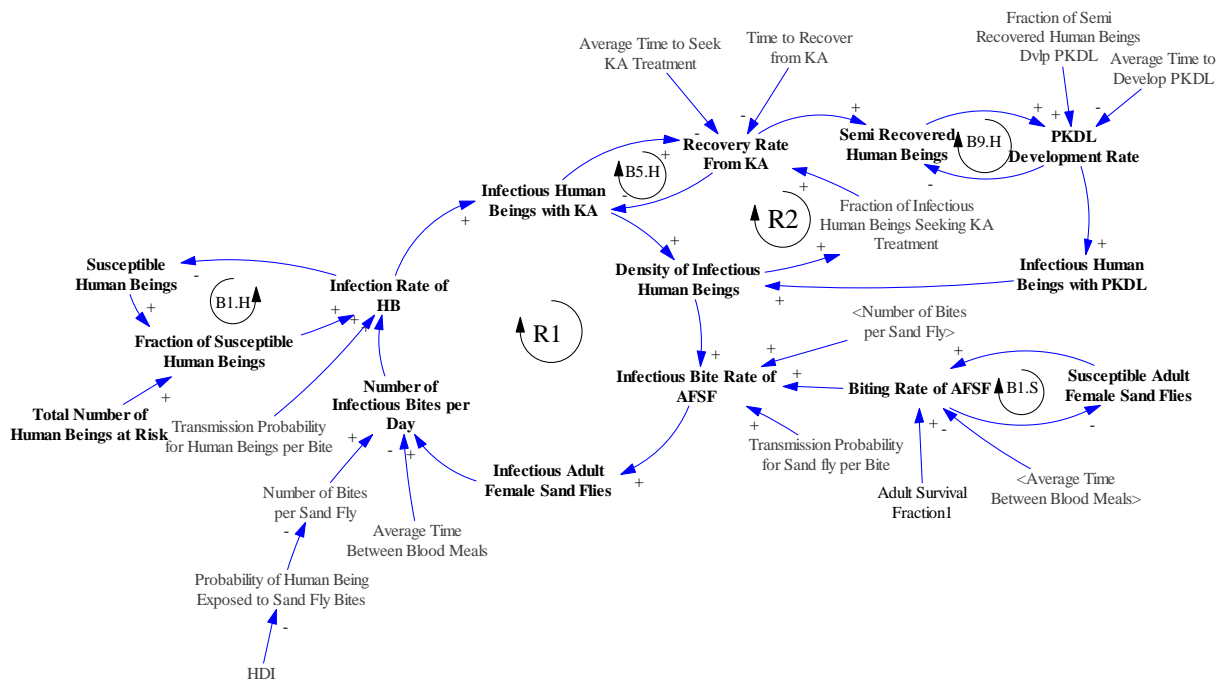 Fraction of Semi
Recovered Human Beings
Dvlp PKDL
Average Time to Seek
KA Treatment
Time to Recover
from KA
Average Time to
Develop PKDL
-
-
+
+
+
-
Recovery Rate
From KA
Semi Recovered
Human Beings
B9.H
PKDL
Development Rate
+
B5.H
-
Infectious Human
Beings with KA
-
+
R2
+
Fraction of Infectious
Human Beings Seeking KA
Treatment
+
+
+
Susceptible
Human Beings
-
B1.H
Infection Rate of
HB
Density of Infectious
Human Beings
+
Infectious Human
Beings with PKDL
+
+
+
+
+
Fraction of Susceptible
Human Beings
R1
<Number of Bites
per Sand Fly>
+
+
+
+
Infectious Bite Rate of
AFSF
Biting Rate of AFSF
B1.S
Susceptible Adult
Female Sand Flies
Number of
Infectious Bites per
Day
+
Total Number of
Human Beings at Risk
Transmission Probability
for Human Beings per Bite
+
-
+
+
Transmission Probability
for Sand fly per Bite
+
-
-
Infectious Adult
Female Sand Flies
+
Number of Bites
per Sand Fly
Adult Survival
Fraction1
<Average Time
Between Blood Meals>
-
Average Time
Between Blood Meals
Probability of Human Being
Exposed to Sand Fly Bites
-
HDI